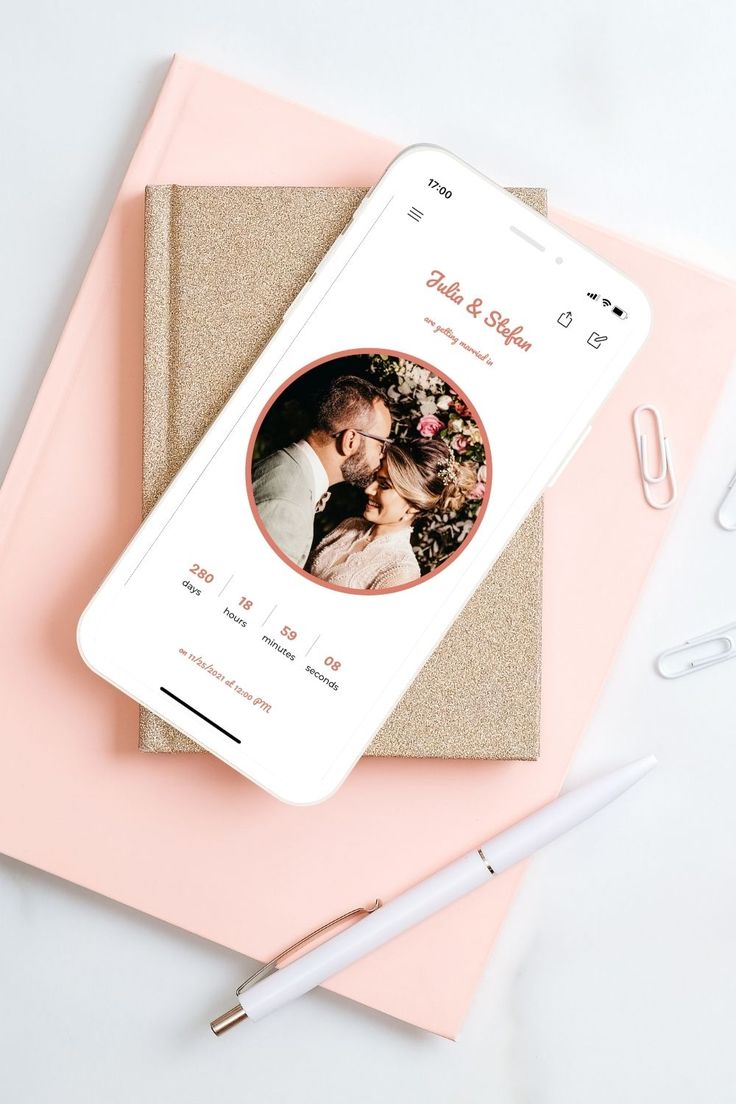 17:00
Julia & Stefan
are getting married in
280 18 59 08
days hours minutes seconds
on 11/25/2021 at 12:00 PM